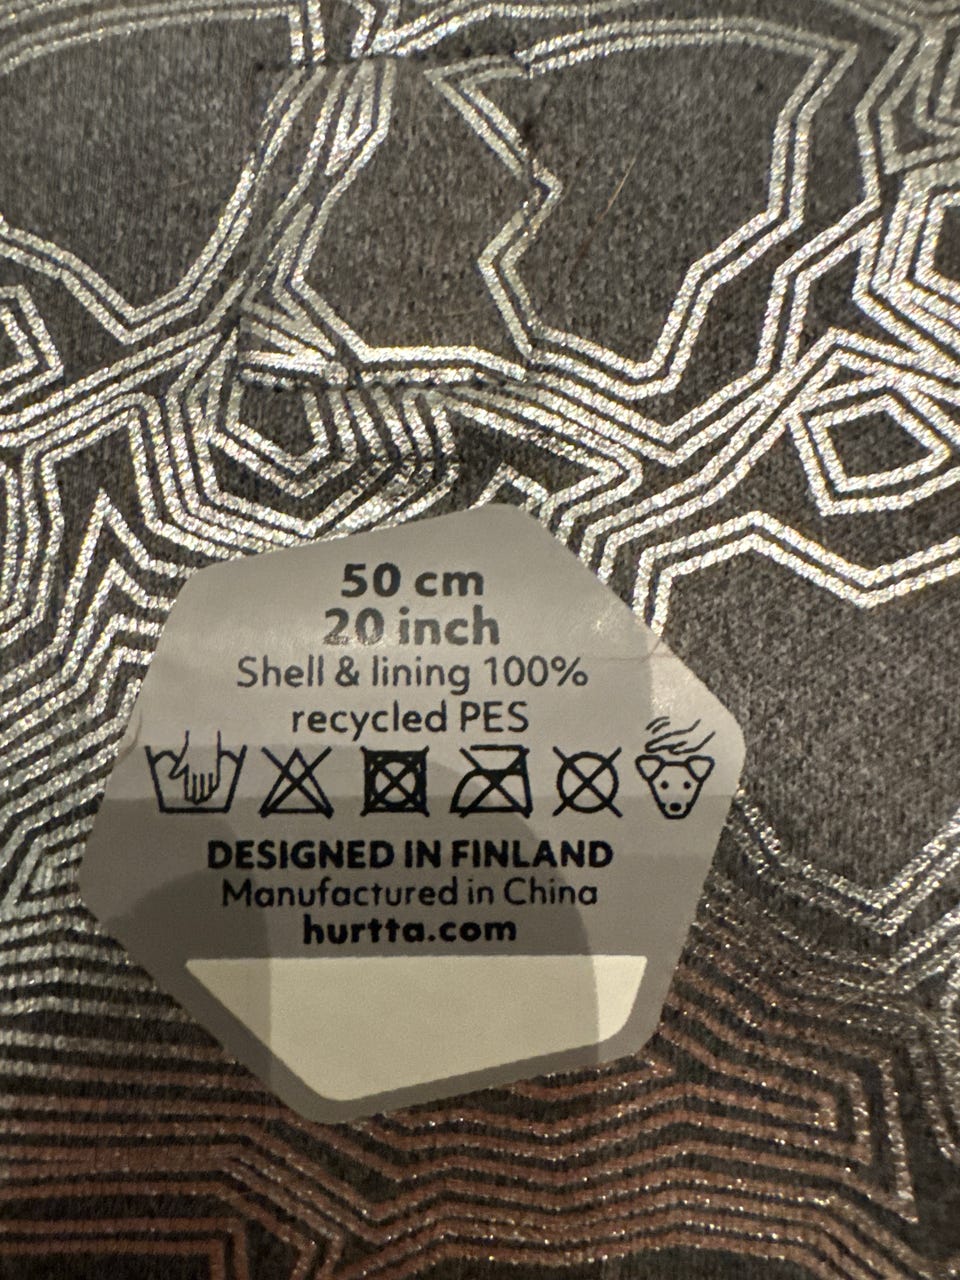 50 cm
20 inch
Shell & lining 100%
recycled PES
DESIGNED IN FINLAND
Manufactured in China
hurtta.com